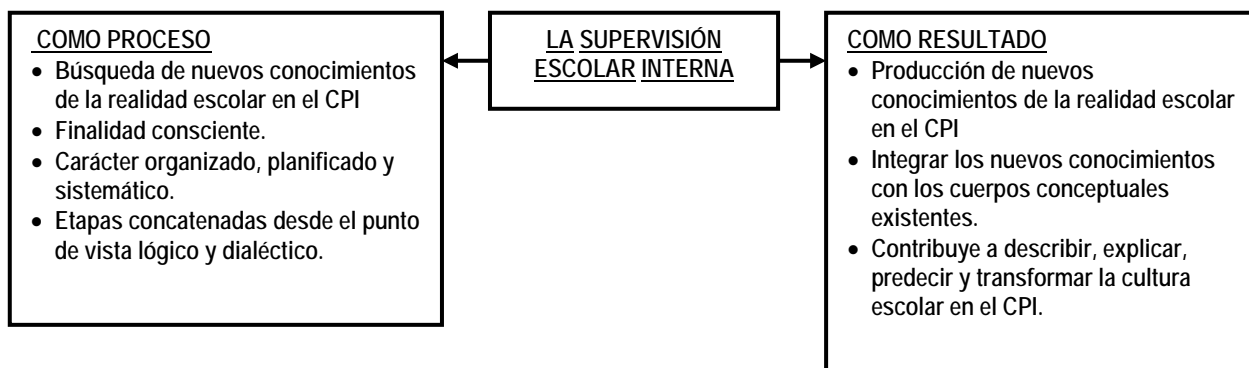 COMO PROCESO
• Búsqueda de nuevos conocimientos
de la realidad escolar en el CPI
• Finalidad consciente.
• Carácter organizado, planificado y
sistemático.
• Etapas concatenadas desde el punto
de vista lógico y dialéctico.
LA SUPERVISIÓN
ESCOLAR INTERNA
COMO RESULTADO
• Producción de nuevos
conocimientos de la realidad escolar
en el CPI
• Integrar los nuevos conocimientos
con los cuerpos conceptuales
existentes.
• Contribuye a describir, explicar,
predecir y transformar la cultura
escolar en el CPI.